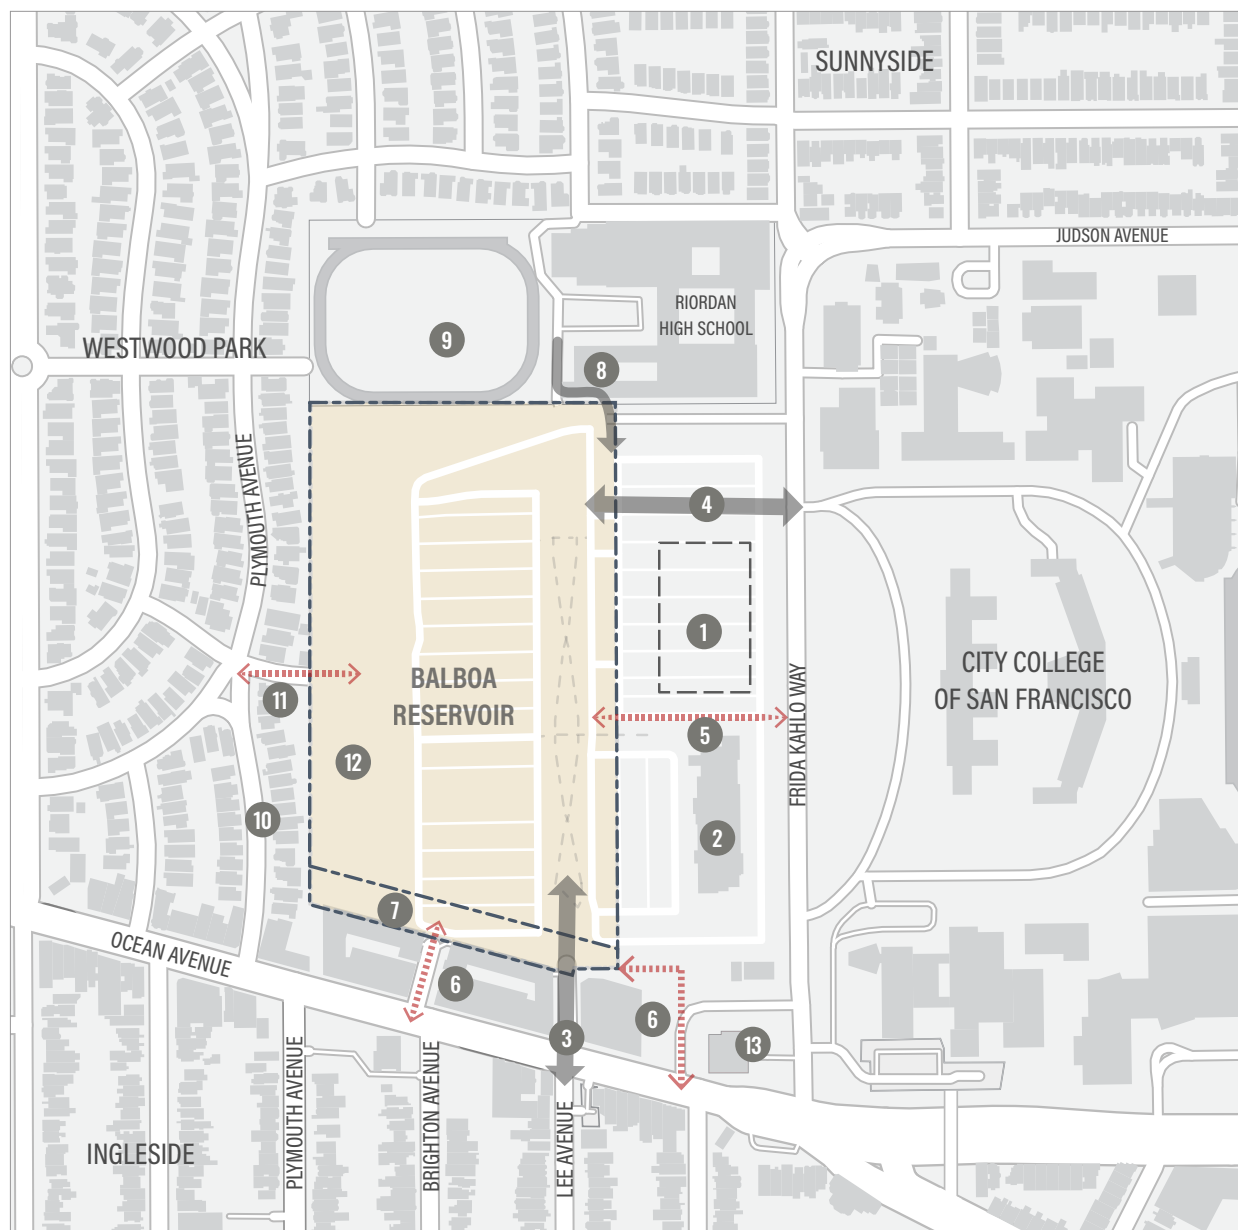 SUNNYSIDE
JUDSON AVENUE
RIORDAN
HIGH SCHOOL
9
WESTWOOD PARK
8
PLYMOUTH AVENUE
4
1
BALBOA
RESERVOIR
CITY COLLEGE
OF SAN FRANCISCO
11
5
FRIDA KAHLO WAY
12
10
2
7
OCEAN AVENUE
6
6
3
13
PLYMOUTH AVENUE
BRIGHTON AVENUE
LEE AVENUE
INGLESIDE